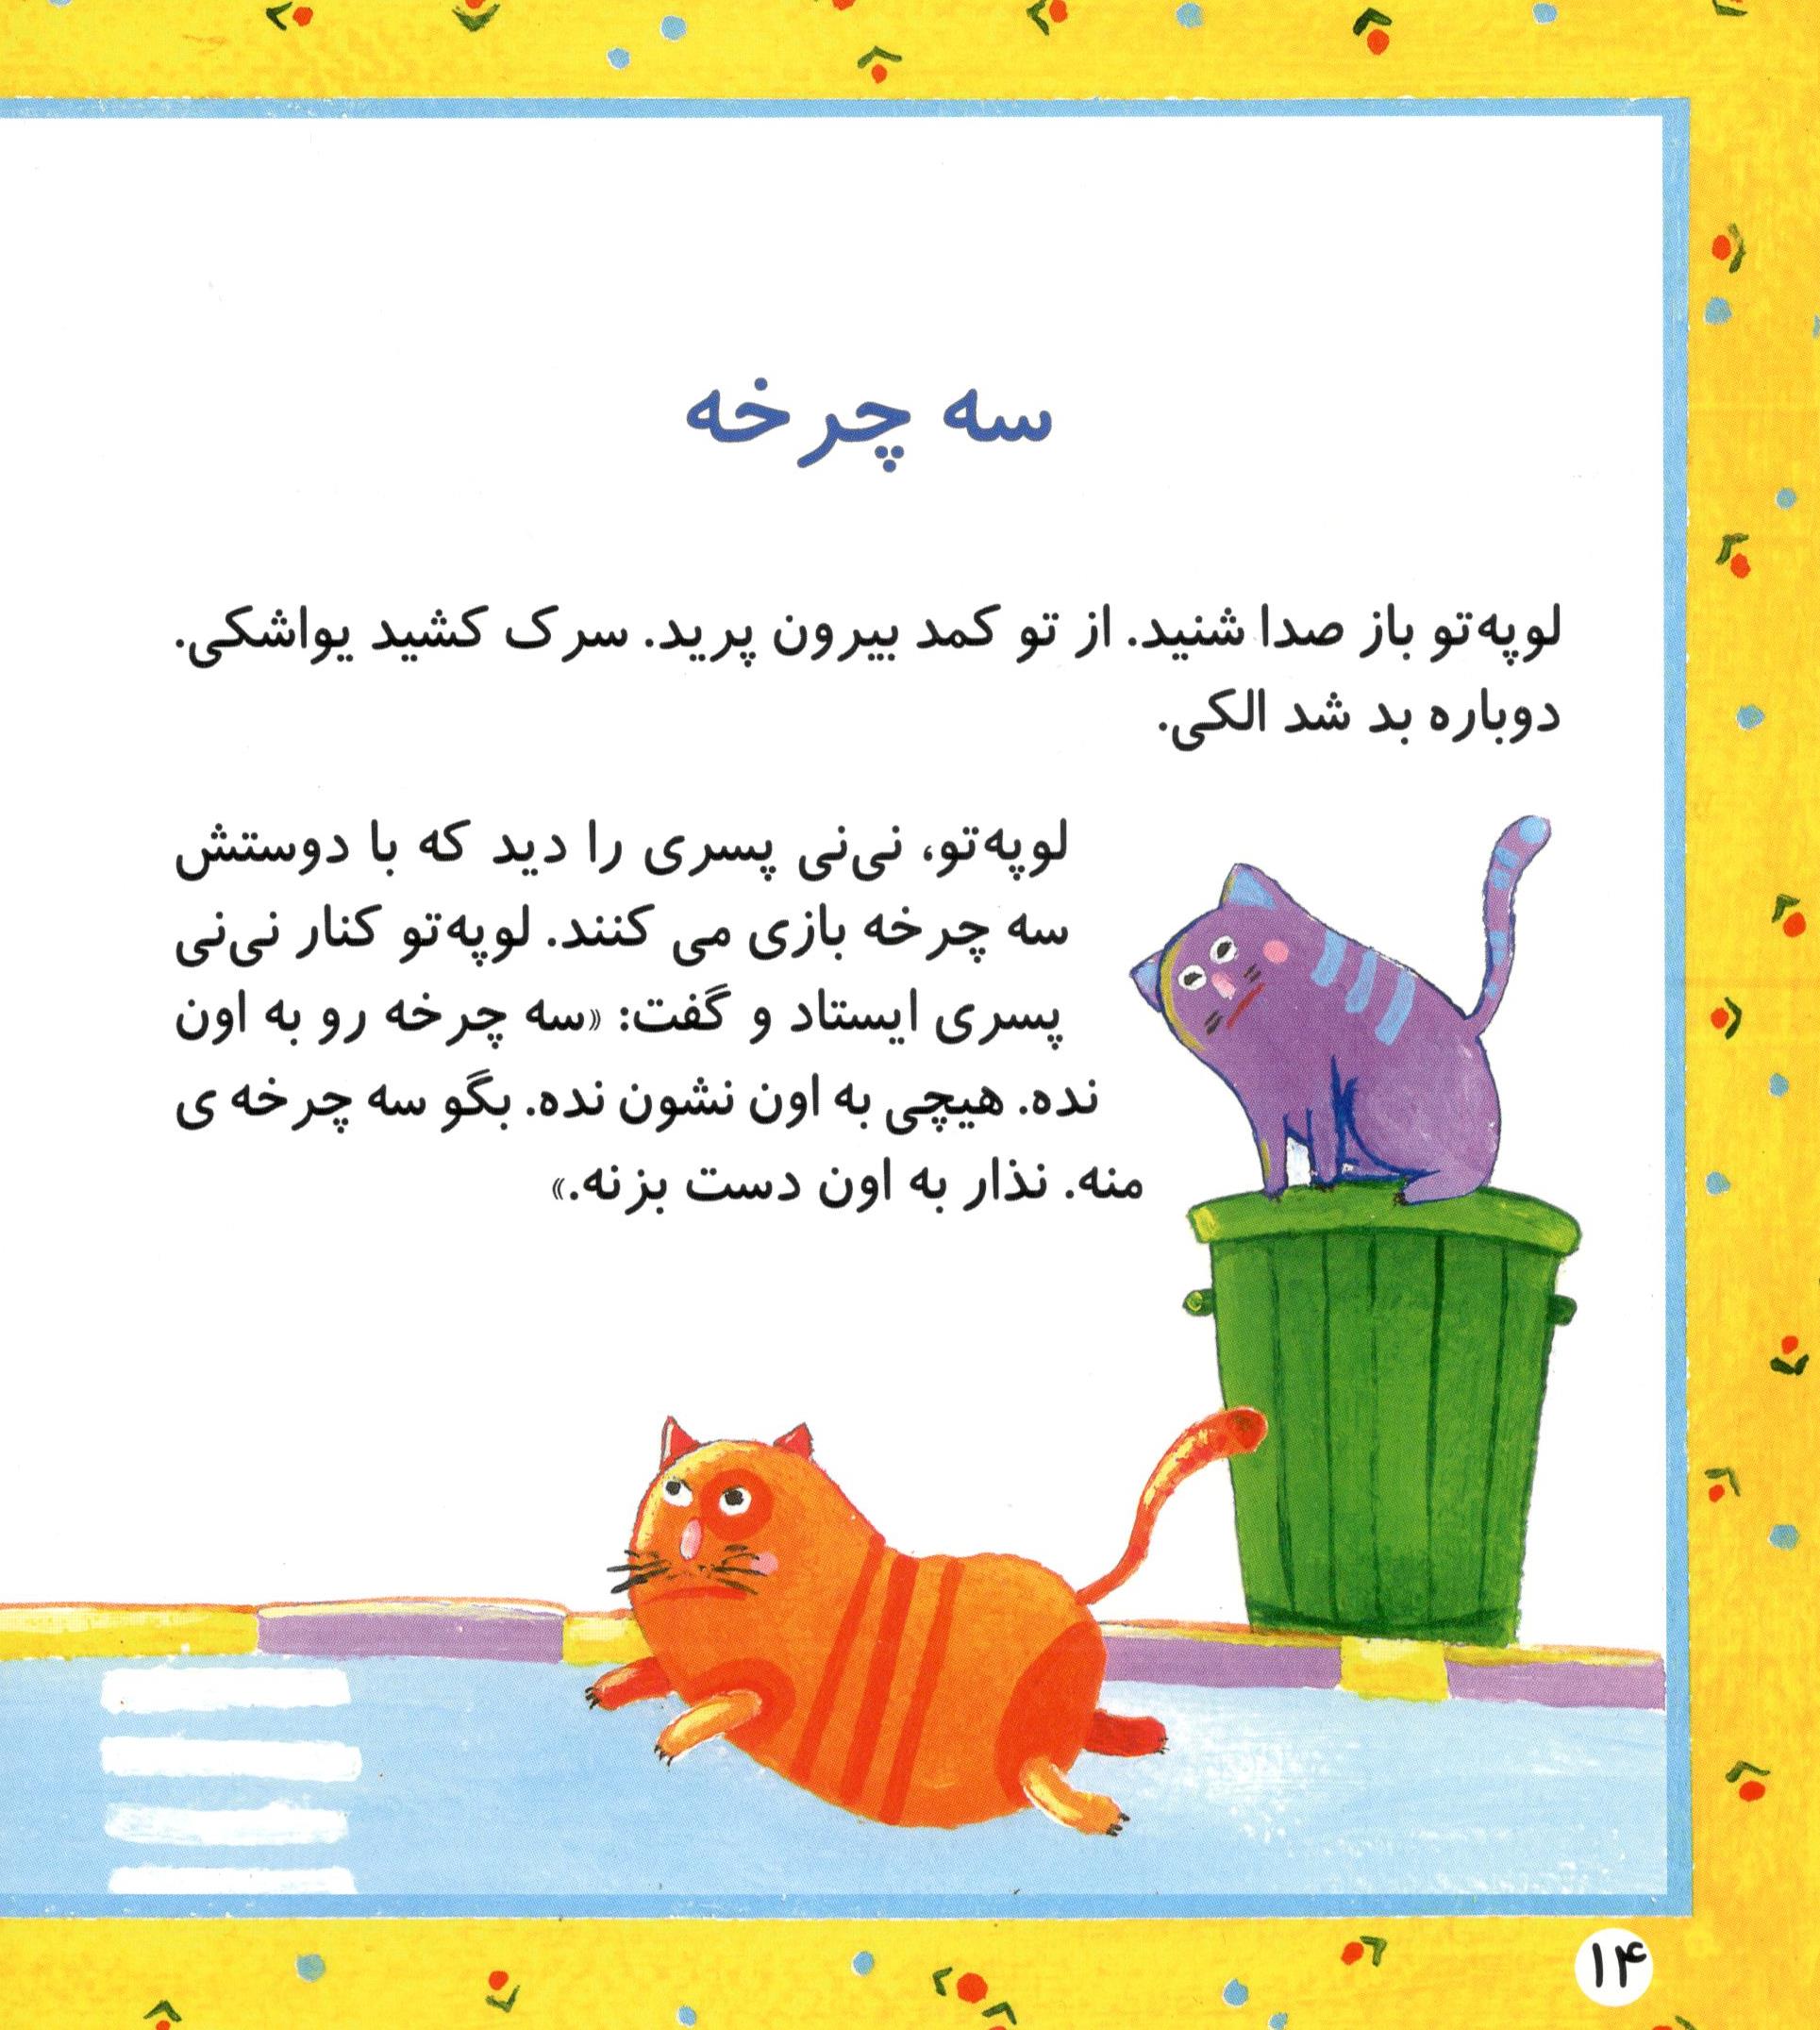 سه چرخه
لوپه‌تو باز صدا شنید. از تو کمد بیرون پرید. سرک کشید یواشکی.
دوباره بد شد الکی.
لوپه‌تو، نی‌نی پسری را دید که با دوستش
سه چرخه بازی می کنند. لوپه‌تو کنار نی‌نی
پسری ایستاد و گفت: «سه چرخه رو به اون
نده. هیچی به اون نشون نده. بگو سه چرخه ی
منه. نذار به اون دست بزنه.»
۱۴